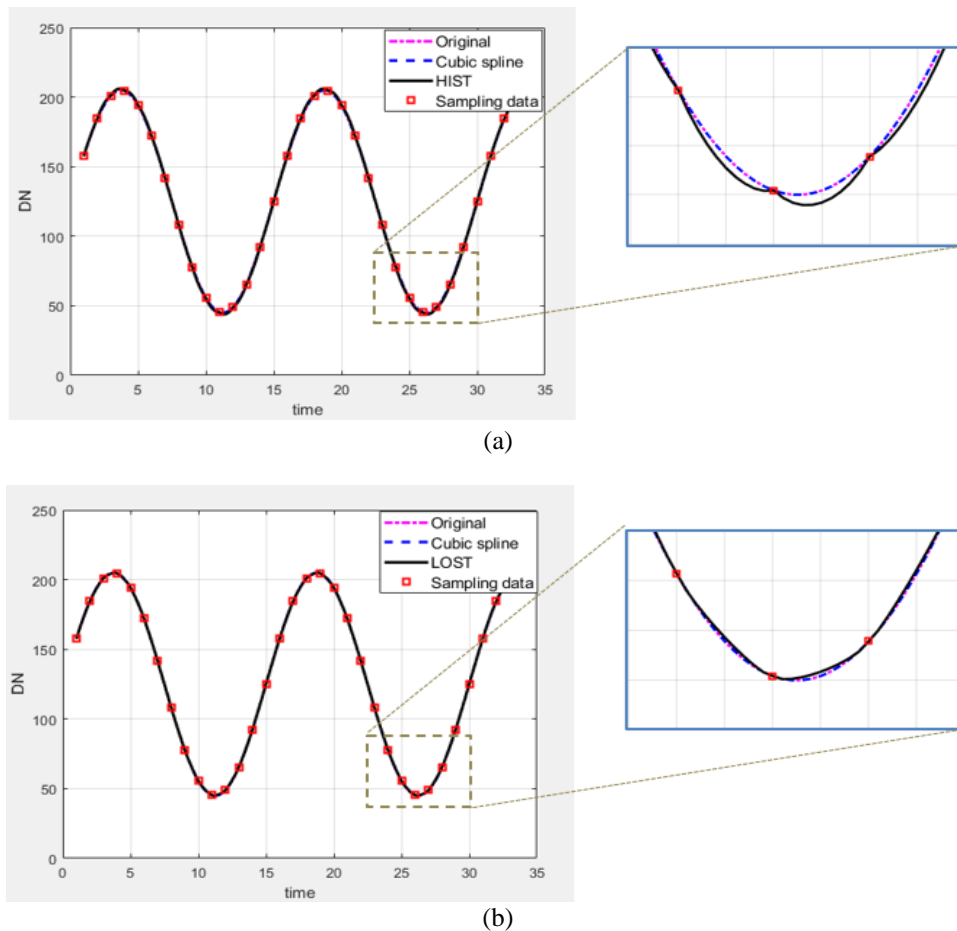 250
200
150
100
50
0
DN
0 5 10 15 20 25 30 35
time
Original
Cubic spline
HIST
Sampling data
(a)
250
200
150
100
50
0
DN
0 5 10 15 20 25 30 35
time
Original
Cubic spline
LOST
Sampling data
(b)